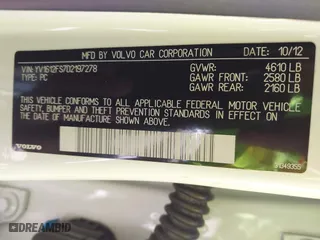 MFD BY VOLVO CAR CORPORATION 10/12
VIN: YV1612FS7D2197278 GVWR: 4610 LB
TYPE: PC GAWR FRONT: 2580 LB
GAWR REAR: 2160 LB
THIS VEHICLE CONFORMS TO ALL APPLICABLE FEDERAL MOTOR VEHICLE
SAFETY, BUMPER, AND THEFT PREVENTION STANDARDS IN EFFECT ON
THE DATE OF MANUFACTURE SHOWN ABOVE.
VOLVO
DREAMBID